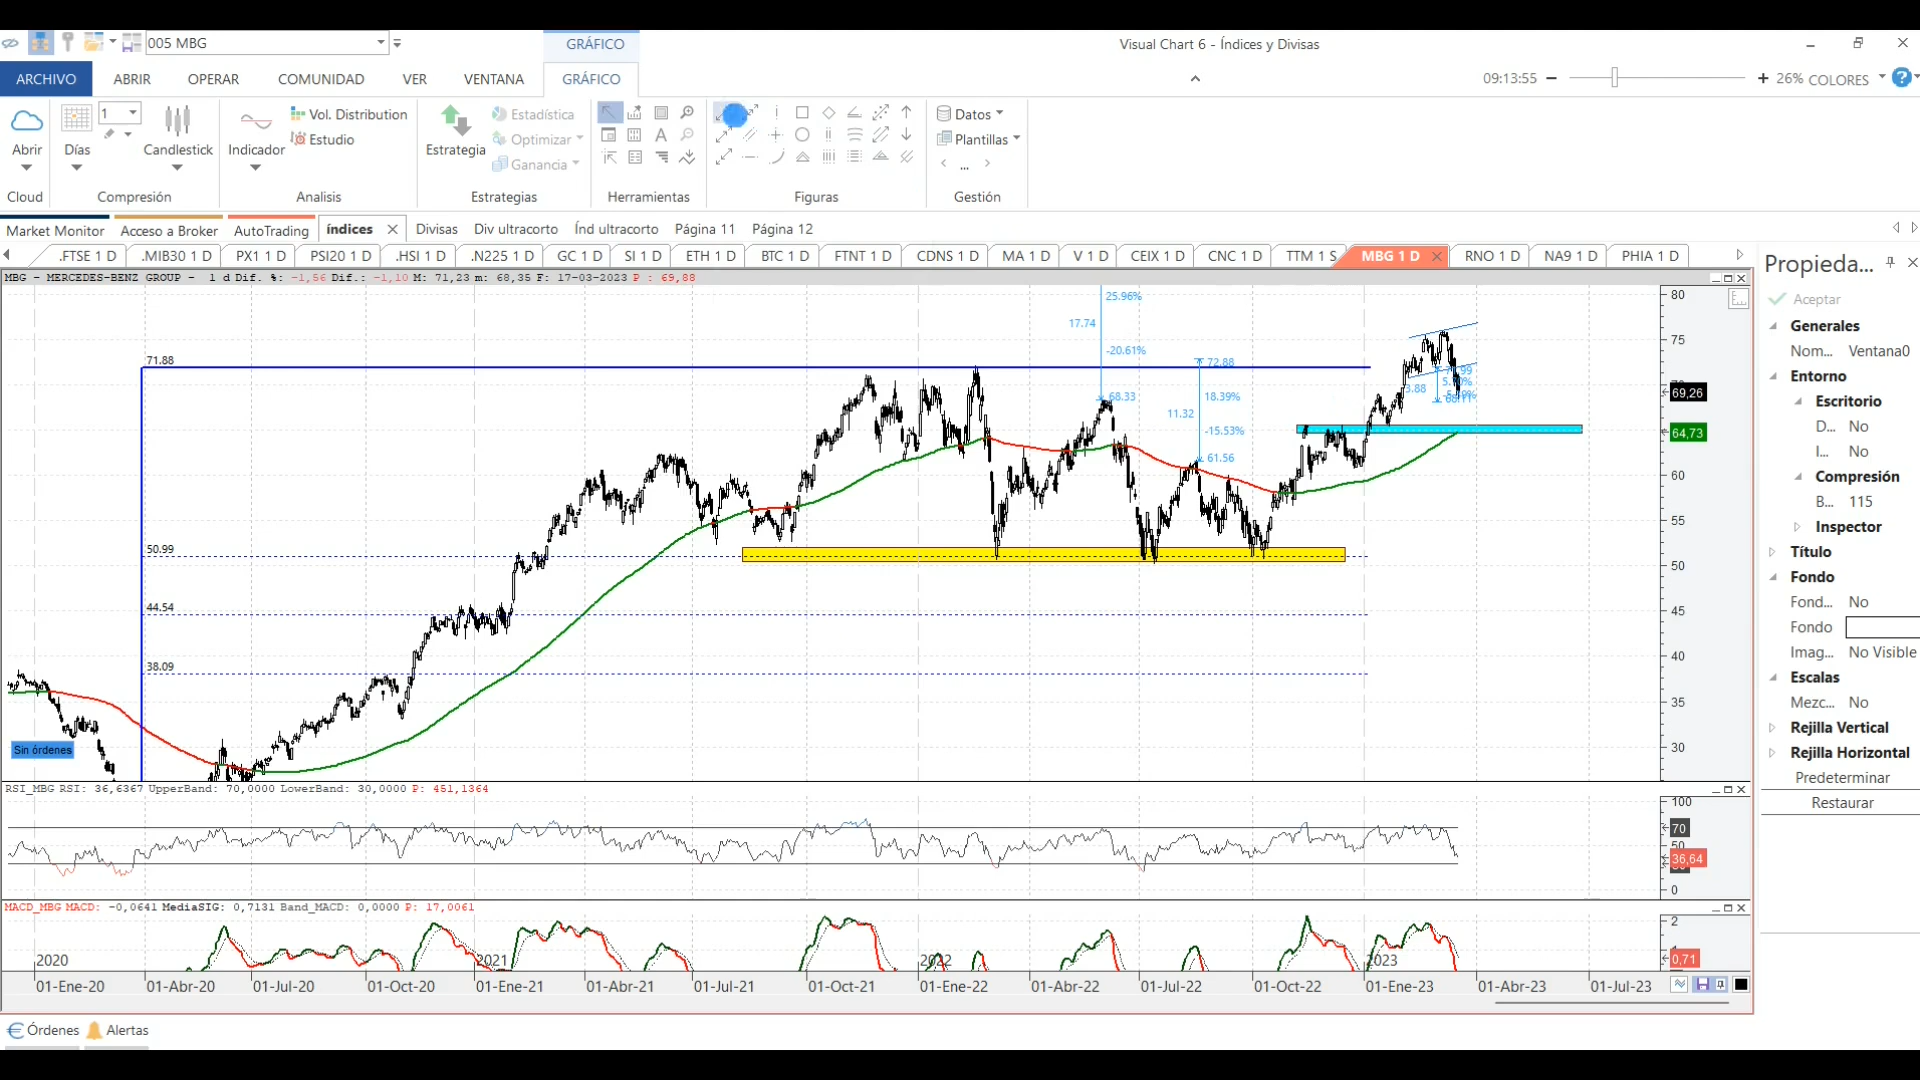 005 MBG
GRÁFICO
Visual Chart 6 - Índices y Divisas
ARCHIVO ABRIR OPERAR COMUNIDAD VER VENTANA GRÁFICO
09:13:55 26% COLORES
1
Vol. Distribution
Estudio
Estadística
Optimizar
Ganancia
Datos
Plantillas
...
Abrir Días Candlestick Indicador Estrategia
Cloud Compresión Analisis Estrategias Herramientas Figuras Gestión
Market Monitor Acceso a Broker AutoTrading índices Divisas Div ultracorto Índ ultracorto Página 11 Página 12
.FTSE 1 D .MIB30 1 D PX1 1 D PSI20 1 D .HSI 1 D .N225 1 D GC 1 D SI 1 D ETH 1 D BTC 1 D FTNT 1 D CDNS 1 D MA 1 D V 1 D CEIX 1 D CNC 1 D TTM 1 S MBG 1 D RNO 1 D NA9 1 D PHIA 1 D
MBG - MERCEDES-BENZ GROUP - 1 d Dif. %: -1,56 Dif.: -1,10 M: 71,23 m: 68,35 F: 17-03-2023 P : 69,88
25.96%
17.74
-20.61%
68.33
72.88
18.39%
11.32
-15.53%
61.56
3.88
71.88
50.99
44.54
38.09
80
75
69,26
64,73
60
55
50
45
40
35
30
Sin órdenes
RSI_MBG RSI: 36,6367 UpperBand: 70,0000 LowerBand: 30,0000 P: 451,1364
100
70
50
36,64
0
MACD_MBG MACD: -0,0641 MediaSIG: 0,7131 Band_MACD: 0,0000 P: 17,0061
2
0,71
2020 2021 2022 2023
01-Ene-20 01-Abr-20 01-Jul-20 01-Oct-20 01-Ene-21 01-Abr-21 01-Jul-21 01-Oct-21 01-Ene-22 01-Abr-22 01-Jul-22 01-Oct-22 01-Ene-23 01-Abr-23 01-Jul-23
Órdenes Alertas
Propieda...
Aceptar
Generales
Nom... Ventana0
Entorno
Escritorio
D... No
I... No
Compresión
B... 115
Inspector
Título
Fondo
Fond... No
Fondo
Imag... No Visible
Escalas
Mezc... No
Rejilla Vertical
Rejilla Horizontal
Predeterminar
Restaurar